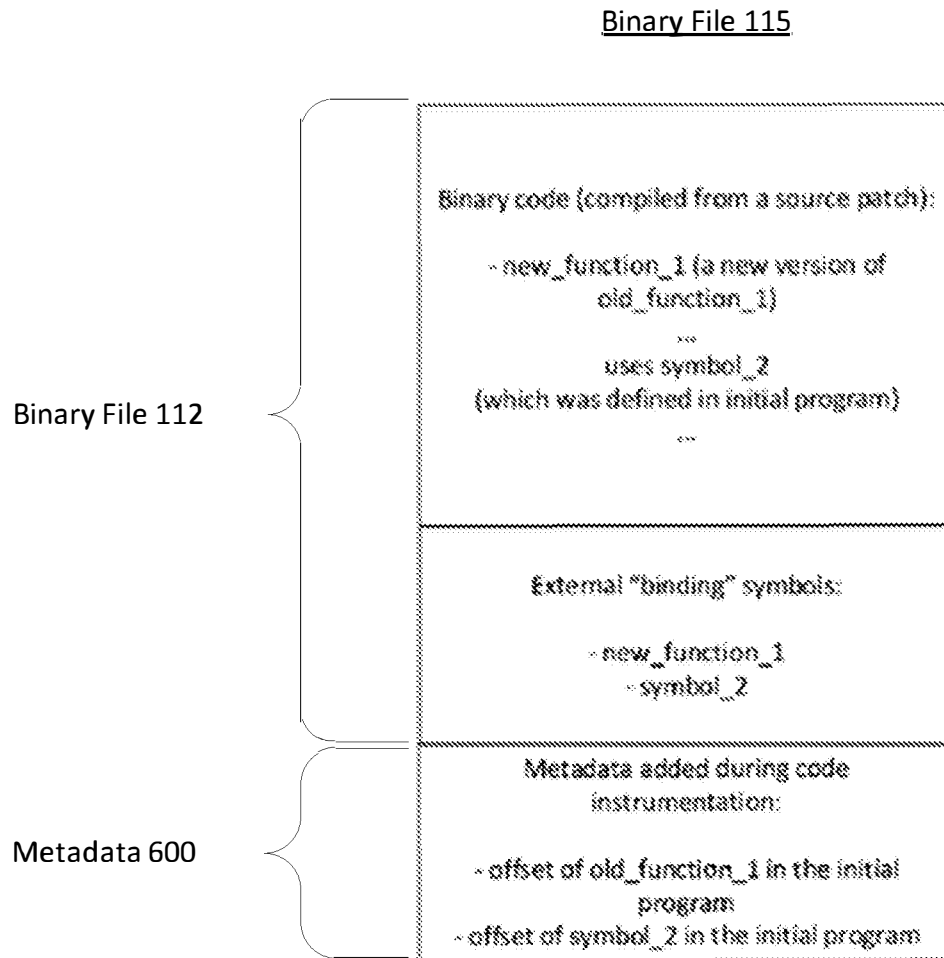 Binary File 115
Binary code (compiled from a source patch):
- new_function_1 (a new version of
old_function_1)
...
uses symbol_2
(which was defined in initial program)
...
Binary File 112
External "binding" symbols:
- new_function_1
- symbol_2
Metadata added during code
instrumentation:
Metadata 600
- offset of old_function_1 in the initial
program
- offset of symbol_2 in the initial program